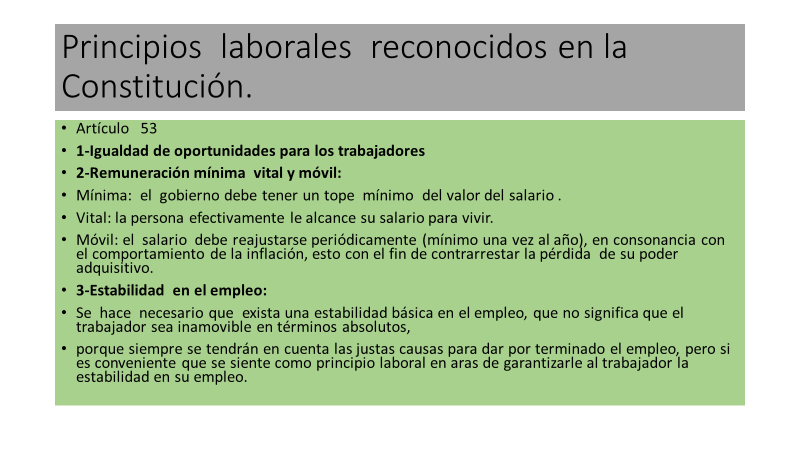 Principios laborales reconocidos en la
Constitución.
• Artículo 53
• 1-Igualdad de oportunidades para los trabajadores
• 2-Remuneración mínima vital y móvil:
• Mínima: el gobierno debe tener un tope mínimo del valor del salario .
• Vital: la persona efectivamente le alcance su salario para vivir.
• Móvil: el salario debe reajustarse periódicamente (mínimo una vez al año), en consonancia con
el comportamiento de la inflación, esto con el fin de contrarrestar la pérdida de su poder
adquisitivo.
• 3-Estabilidad en el empleo:
• Se hace necesario que exista una estabilidad básica en el empleo, que no significa que el
trabajador sea inamovible en términos absolutos,
• porque siempre se tendrán en cuenta las justas causas para dar por terminado el empleo, pero si
es conveniente que se siente como principio laboral en aras de garantizarle al trabajador la
estabilidad en su empleo.